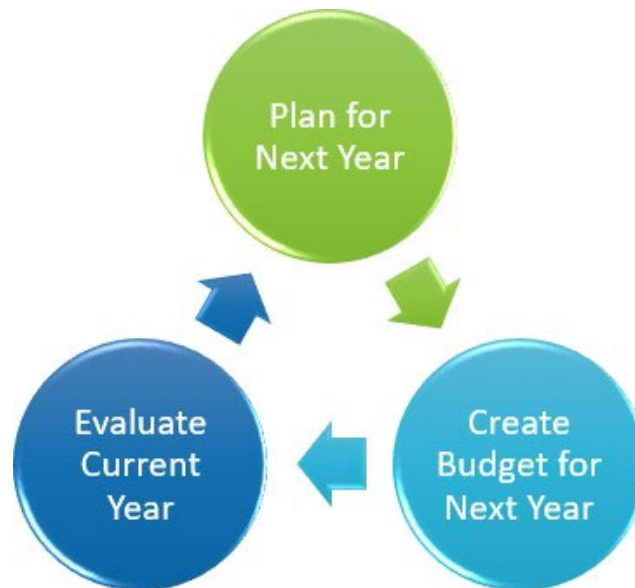 Plan for
Next Year
Create
Budget for
Next Year
Evaluate
Current
Year